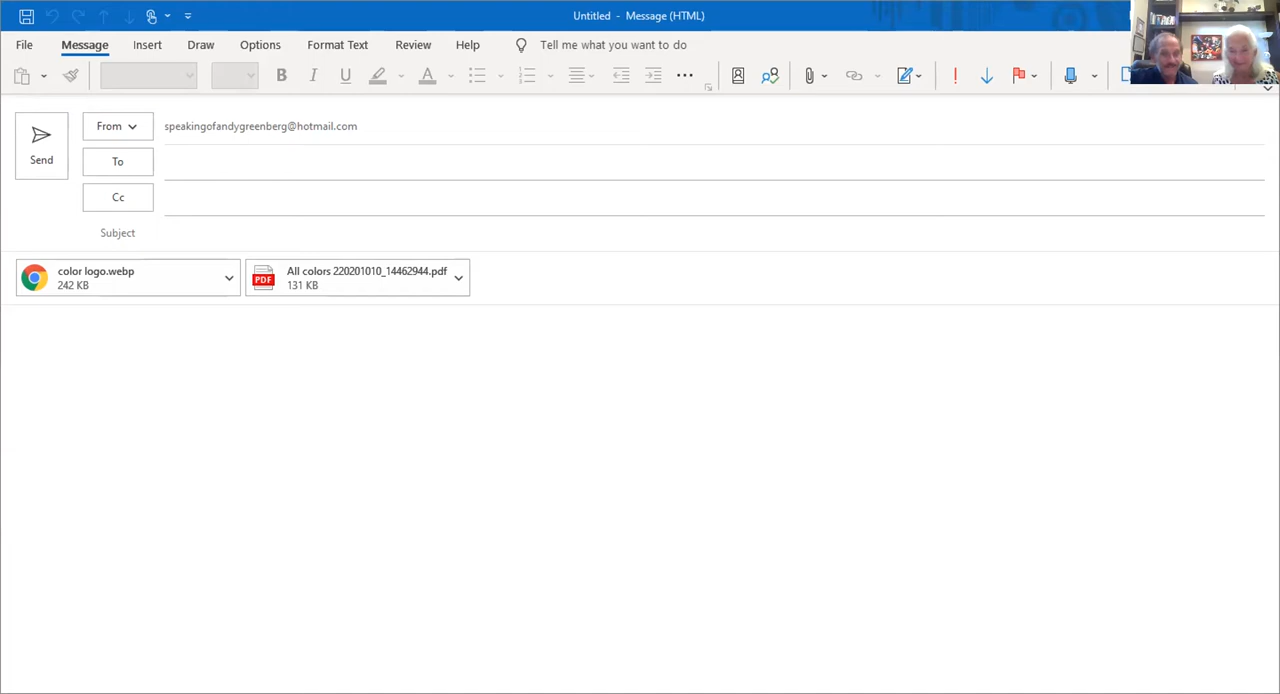 Untitled - Message (HTML)
File Message Insert Draw Options Format Text Review Help Tell me what you want to do
B I U A
Send
From speakingofandygreenberg@hotmail.com
To
Cc
Subject
color logo.webp
242 KB
PDF
All colors 220201010_14462944.pdf
131 KB